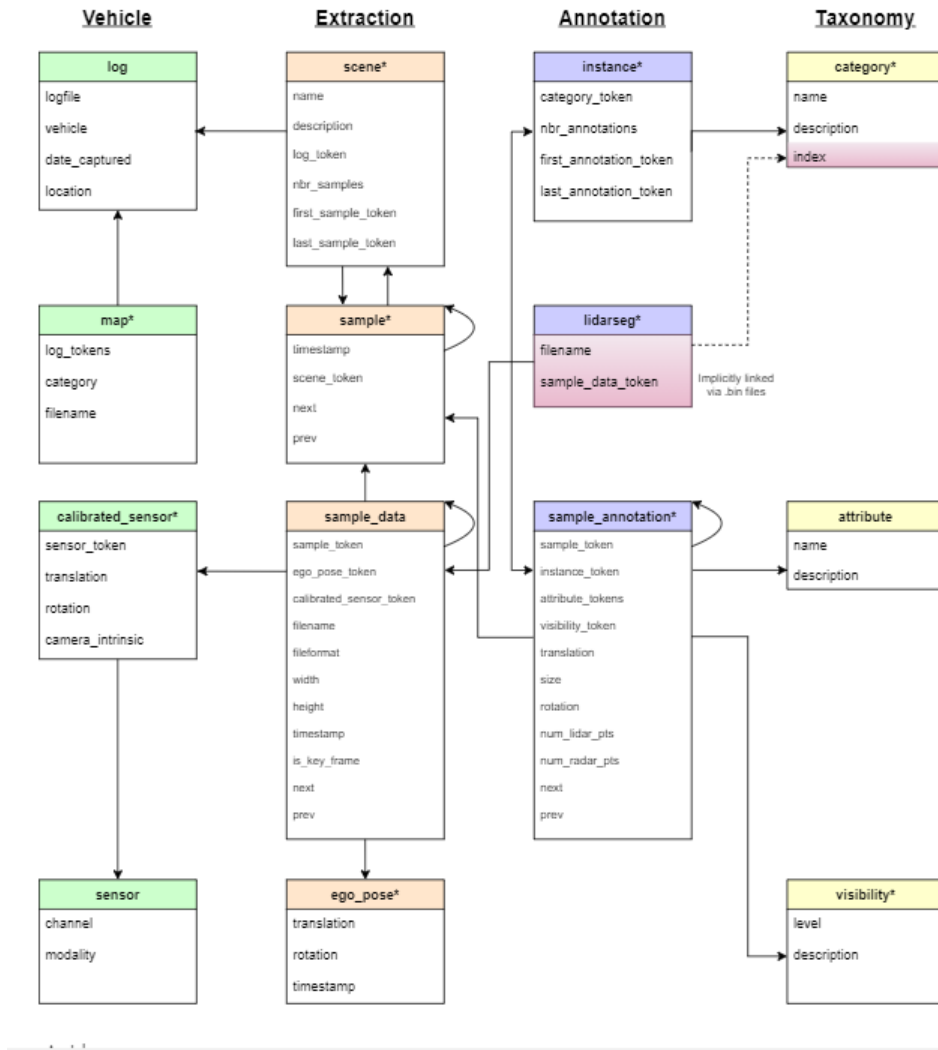 Vehicle
Extraction
Annotation
Taxonomy
log
logfile
vehicle
date_captured
location
scene*
name
description
log_token
nbr_samples
first_sample_token
last_sample_token
instance*
category_token
nbr_annotations
first_annotation_token
last_annotation_token
category*
name
description
index
map*
log_tokens
category
filename
sample*
timestamp
scene_token
next
prev
lidarseg*
filename
sample_data_token
Implicitly linked
via .bin files
calibrated_sensor*
sensor_token
translation
rotation
camera_intrinsic
sample_data
sample_token
ego_pose_token
calibrated_sensor_token
filename
fileformat
width
height
timestamp
is_key_frame
next
prev
sample_annotation*
sample_token
instance_token
attribute_tokens
visibility_token
translation
size
rotation
num_lidar_pts
num_radar_pts
next
prev
attribute
name
description
sensor
channel
modality
ego_pose*
translation
rotation
timestamp
visibility*
level
description